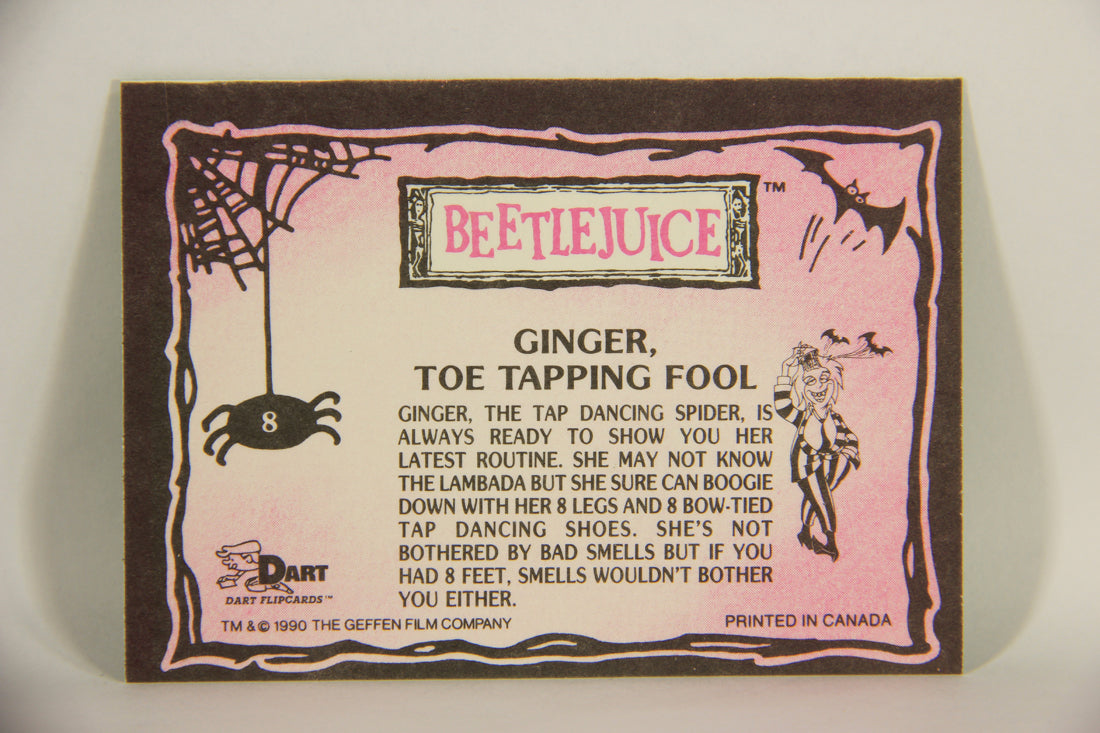 BEETLEJUICE™
GINGER,
TOE TAPPING FOOL
GINGER, THE TAP DANCING SPIDER, IS
ALWAYS READY TO SHOW YOU HER
LATEST ROUTINE. SHE MAY NOT KNOW
THE LAMBADA BUT SHE SURE CAN BOOGIE
DOWN WITH HER 8 LEGS AND 8 BOW-TIED
TAP DANCING SHOES. SHE'S NOT
BOTHERED BY BAD SMELLS BUT IF YOU
HAD 8 FEET, SMELLS WOULDN'T BOTHER
YOU EITHER.
8
DART
DART FLIPCARDS™
TM & © 1990 THE GEFFEN FILM COMPANY
PRINTED IN CANADA